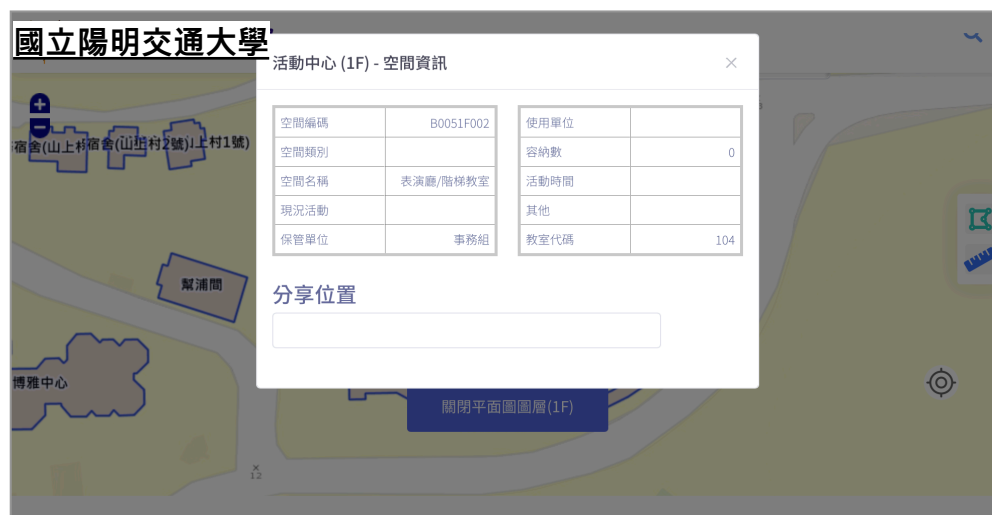 國立陽明交通大學
活動中心 (1F) - 空間資訊
×
空間編碼 B0051F002 使用單位
空間類別 容納數 0
空間名稱 表演廳/階梯教室 活動時間
現況活動 其他
保管單位 事務組 教室代碼 104
分享位置
宿舍(山上村2號)
上村1號)
幫浦間
博雅中心
關閉平面圖圖層(1F)
12